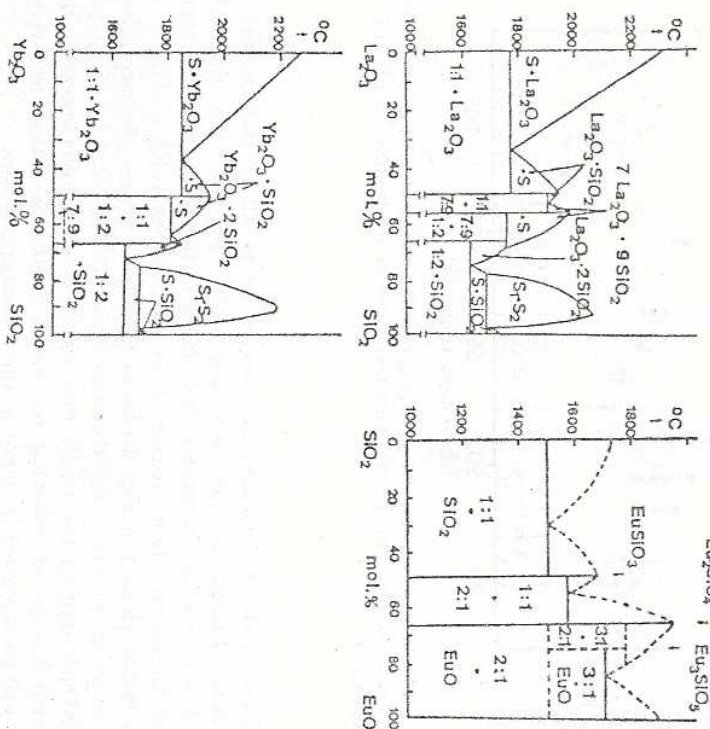 °C
2200
2000
1800
1600
1000
0
20
40
60
80
100
La₂O₃
mol.%
SiO₂
S·La₂O₃
1:1·La₂O₃
La₂O₃·SiO₂
7 La₂O₃·9 SiO₂
La₂O₃·2SiO₂
·S
·S
1:1
7:9
7:9
1:2
1:2·SiO₂
S·SiO₂
S₁S₂
°C
2200
2000
1800
1600
1000
0
20
40
60
80
100
Yb₂O₃
mol.%
SiO₂
S·Yb₂O₃
1:1·Yb₂O₃
Yb₂O₃·SiO₂
Yb₂O₃·2SiO₂
·S
·S
1:1
1:2
7:9
1:2
·SiO₂
S·SiO₂
S₁S₂
°C
1800
1600
1400
1200
1000
0
20
40
60
80
100
SiO₂
mol.%
EuO
EuSiO₃
Eu₂SiO₄
Eu₃SiO₅
1:1
SiO₂
1:1
2:1
3:1
2:1
3:1
EuO
2:1
EuO